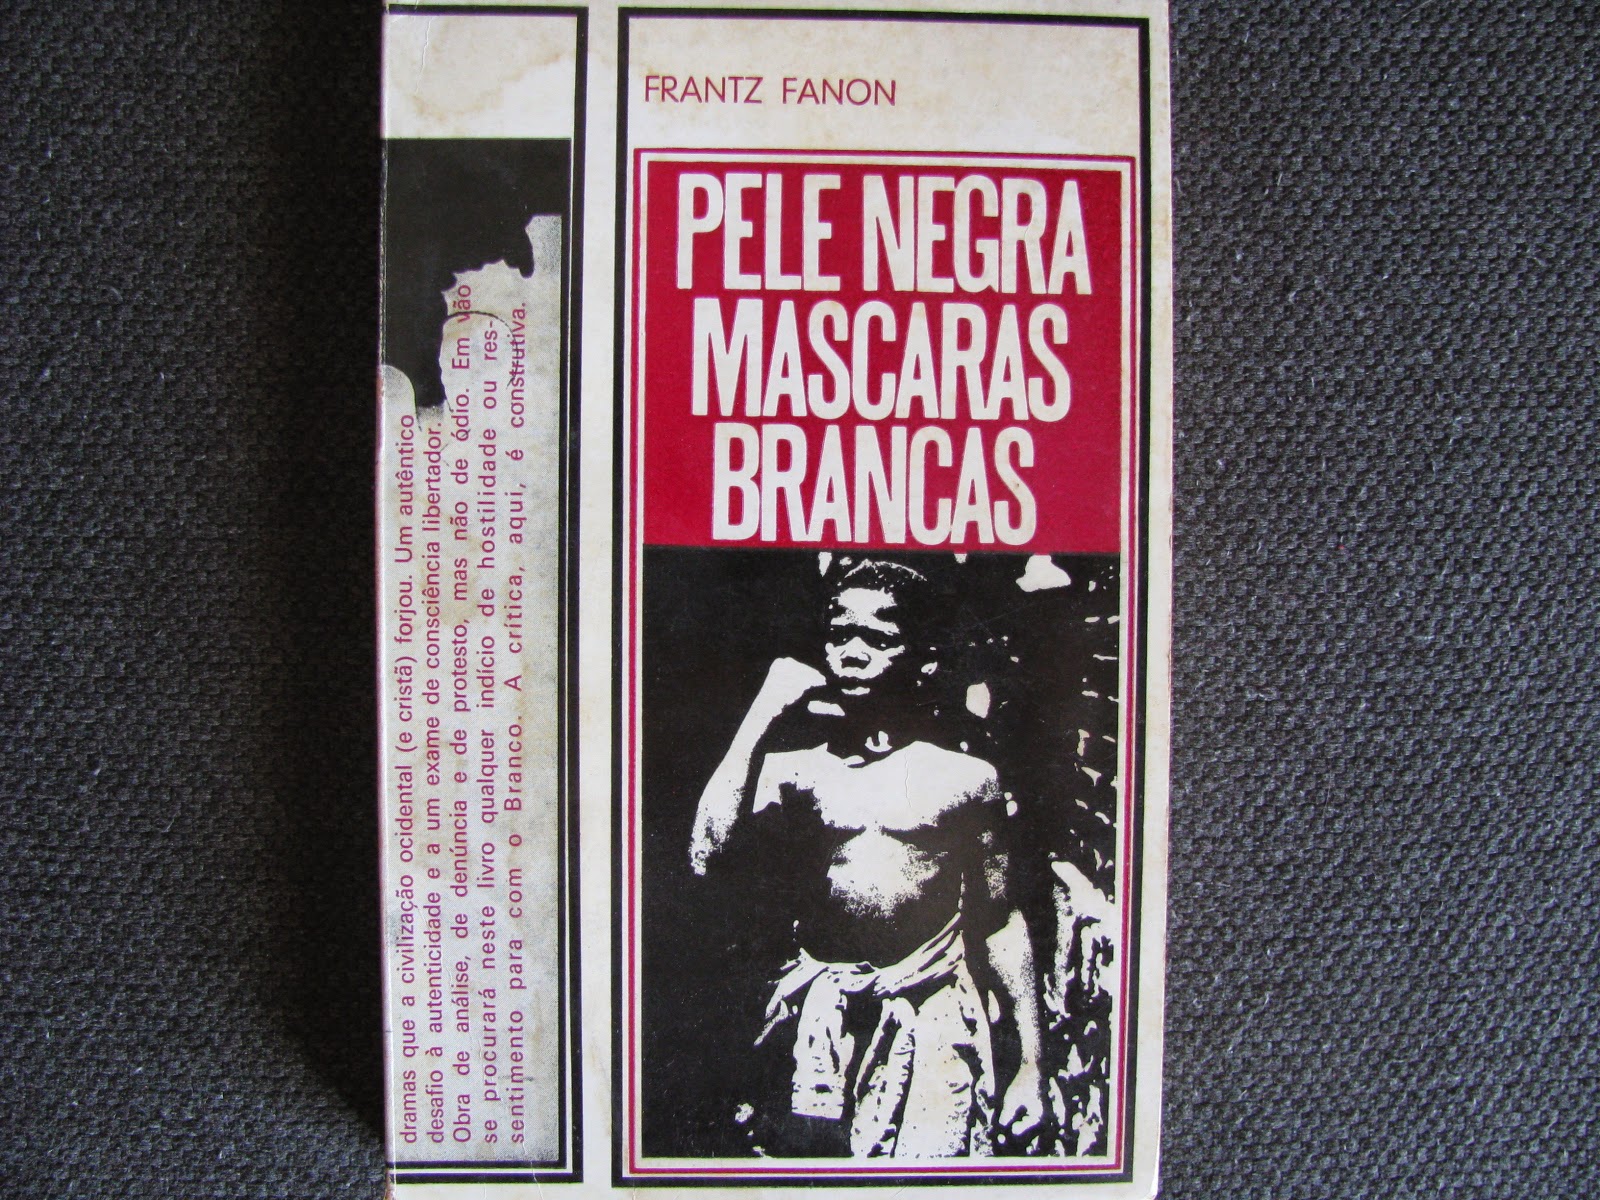 FRANTZ FANON
PELE NEGRA
MASCARAS
BRANCAS
dramas que a civilização ocidental (e cristã) forjou. Um autêntico
desafio à autenticidade e a um exame de consciência libertador.
Obra de análise, de denúncia e de protesto, mas não de ódio. Em vão
se procurará neste livro qualquer indício de hostilidade ou res-
sentimento para com o Branco. A crítica, aqui, é construtiva.